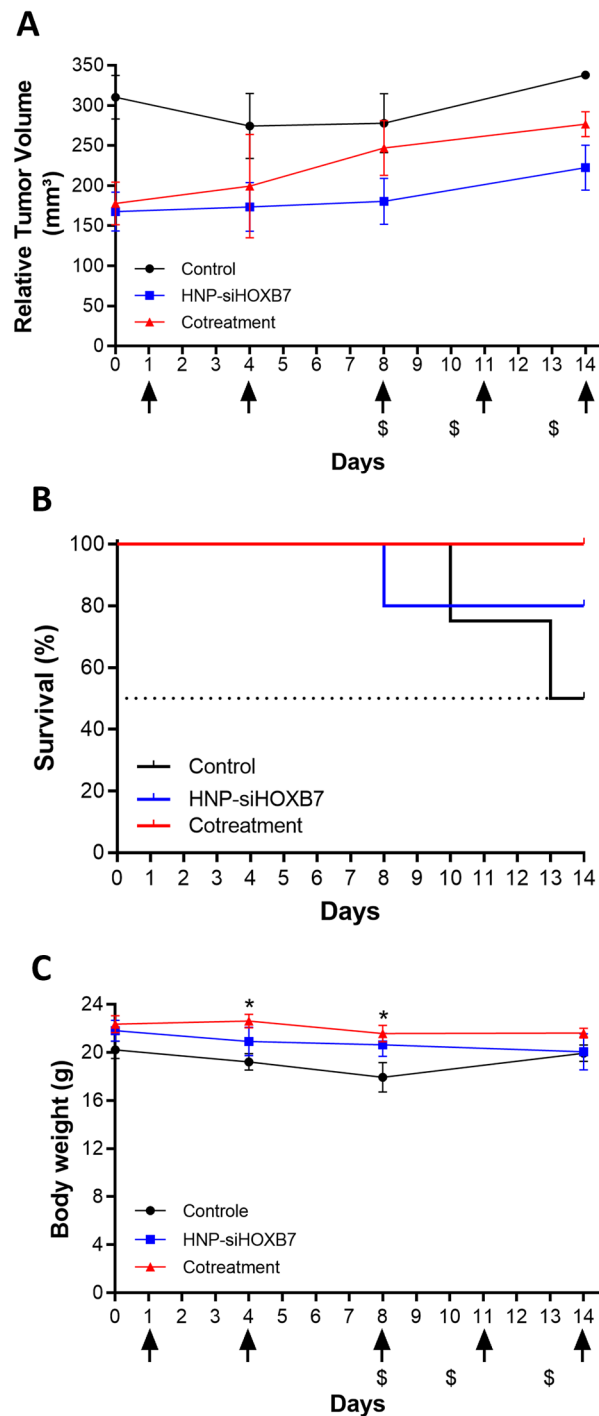 A
Relative Tumor Volume
(mm³)
350
300
250
200
150
100
50
0
Control
HNP-siHOXB7
Cotreatment
0 1 2 3 4 5 6 7 8 9 10 11 12 13 14
$ $ $
Days
B
Survival (%)
100
80
60
40
20
0
Control
HNP-siHOXB7
Cotreatment
0 1 2 3 4 5 6 7 8 9 10 11 12 13 14
Days
C
Body weight (g)
24
20
16
12
8
4
0
* *
Controle
HNP-siHOXB7
Cotreatment
0 1 2 3 4 5 6 7 8 9 10 11 12 13 14
$ $ $
Days